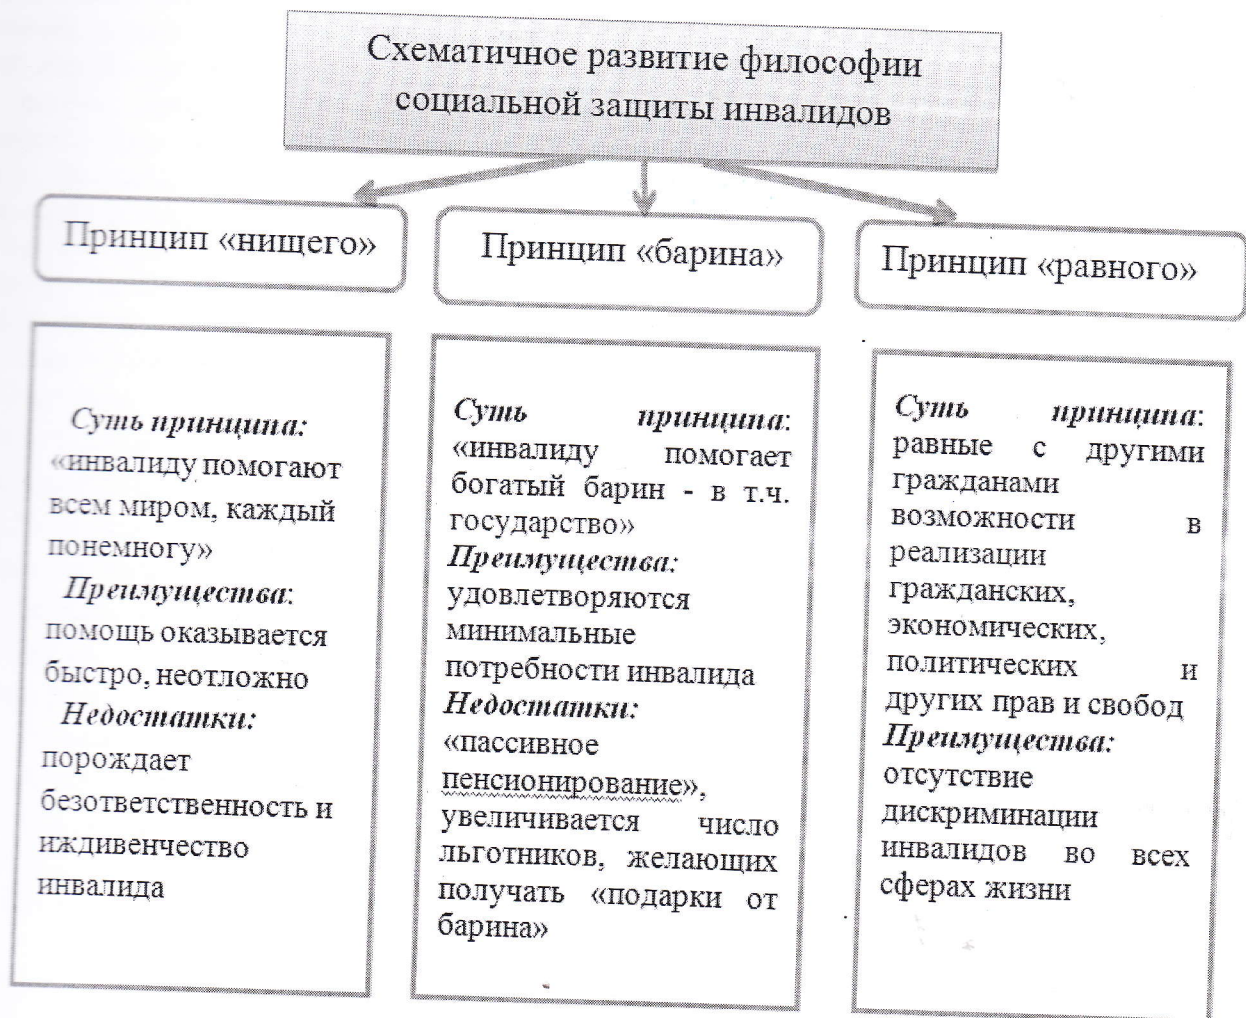 Схематичное развитие философии
социальной защиты инвалидов
Принцип «нищего»
Принцип «барина»
Принцип «равного»
Суть принципа:
«инвалиду помогают
всем миром, каждый
понемногу»
Преимущества:
помощь оказывается
быстро, неотложно
Недостатки:
порождает
безответственность и
иждивенчество
инвалида
Суть принципа:
«инвалиду помогает
богатый барин - в т.ч.
государство»
Преимущества:
удовлетворяются
минимальные
потребности инвалида
Недостатки:
«пассивное
пенсионирование»,
увеличивается число
льготников, желающих
получать «подарки от
барина»
Суть принципа:
равные с другими
гражданами
возможности в
реализации
гражданских,
экономических,
политических и
других прав и свобод
Преимущества:
отсутствие
дискриминации
инвалидов во всех
сферах жизни